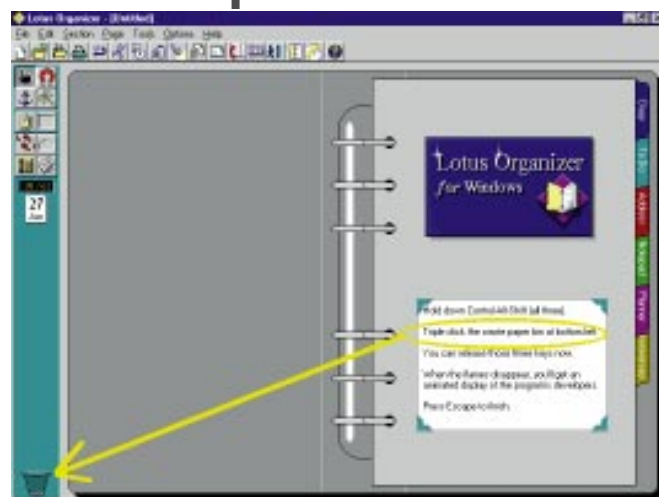 Lotus Organizer - [Untitled]
File Edit Section Page Tools Options Help
27
Jan
Lotus Organizer
for Windows
Diary
To Do
Address
Notepad
Planner
Hold down Control-Alt-Shift (all three).
Triple click the waste paper bin at bottom left.
You can release those three keys now.
When the flames disappear, you'll get an
animated display of the programs developers.
Press Escape to finish.